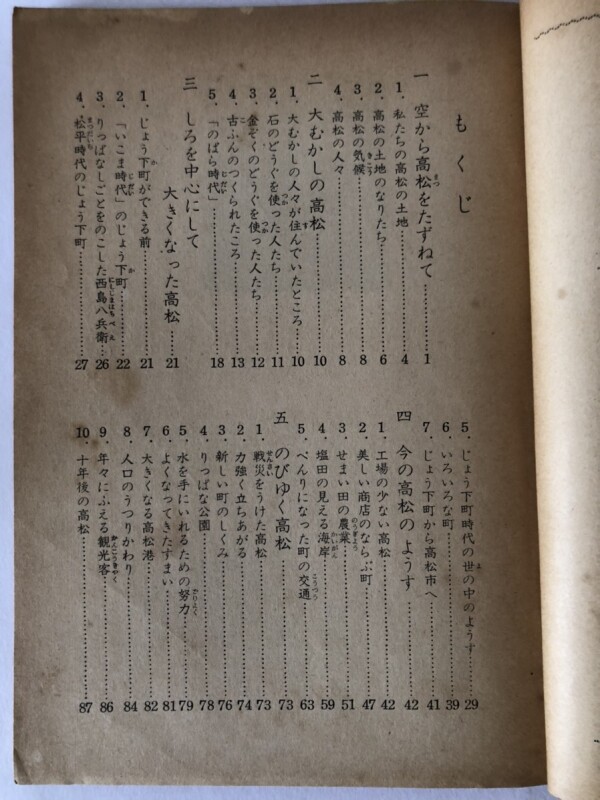 もくじ
一 空から高松をたずねて……1
1. 私たちの高松の土地……4
2. 高松の土地のなりたち……6
3. 高松の気候……8
4. 高松の人々……8
二 大むかしの高松……10
1. 大むかしの人々が住んでいたところ……10
2. 石のどうぐを使った人たち……11
3. 金ぞくのどうぐを使った人たち……12
4. 古ふんのつくられたころ……13
5. 「のばら時代」……18
三 しろを中心にして
大きくなった高松……21
1. じょう下町ができる前……21
2. 「いこま時代」のじょう下町……22
3. りっぱなしごとをのこした西島八兵衛……26
4. 松平時代のじょう下町……27
5. じょう下町時代の世の中のようす……29
6. いろいろな町……39
7. じょう下町から高松市へ……41
四 今の高松のようす……42
1. 工場の少ない高松……42
2. 美しい商店のならぶ町……47
3. せまい田の農業……51
4. 塩田の見える海岸……59
5. べんりになった町の交通……63
五 のびゆく高松……73
1. 戦災をうけた高松……73
2. 力強く立ちあがる……74
3. 新しい町のしくみ……76
4. りっぱな公園……78
5. 水を手にいれるための努力……79
6. よくなってきたすまい……81
7. 大きくなる高松港……82
8. 人口のうつりかわり……84
9. 年々にふえる観光客……86
10. 十年後の高松……87